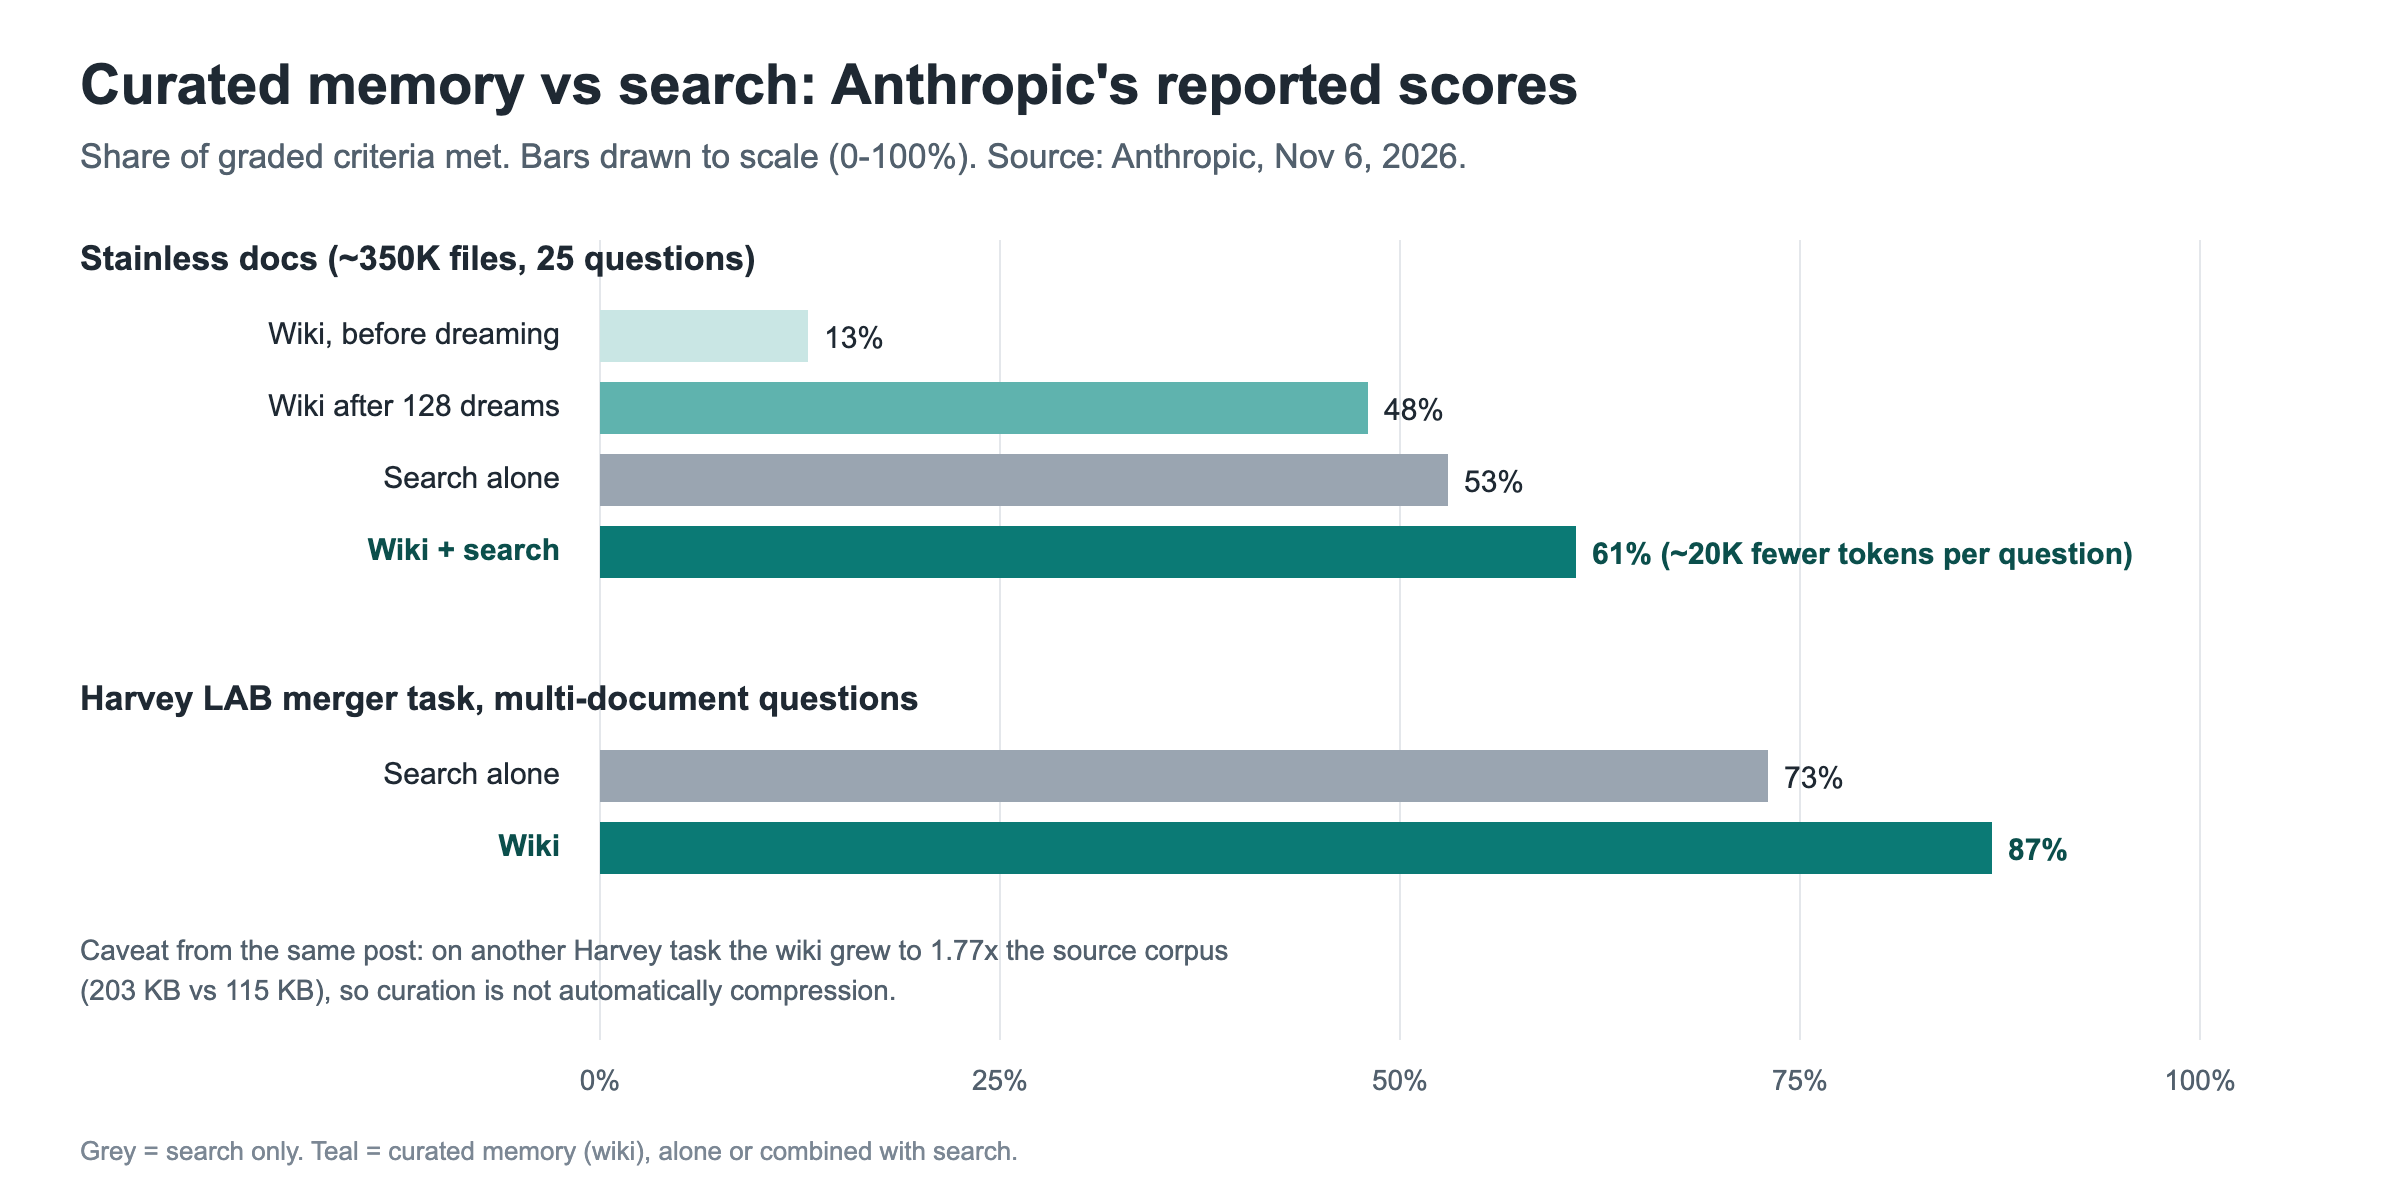 Curated memory vs search: Anthropic's reported scores
Share of graded criteria met. Bars drawn to scale (0-100%). Source: Anthropic, Nov 6, 2026.
Stainless docs (~350K files, 25 questions)
Wiki, before dreaming 13%
Wiki after 128 dreams 48%
Search alone 53%
Wiki + search 61% (~20K fewer tokens per question)
Harvey LAB merger task, multi-document questions
Search alone 73%
Wiki 87%
Caveat from the same post: on another Harvey task the wiki grew to 1.77x the source corpus
(203 KB vs 115 KB), so curation is not automatically compression.
0% 25% 50% 75% 100%
Grey = search only. Teal = curated memory (wiki), alone or combined with search.